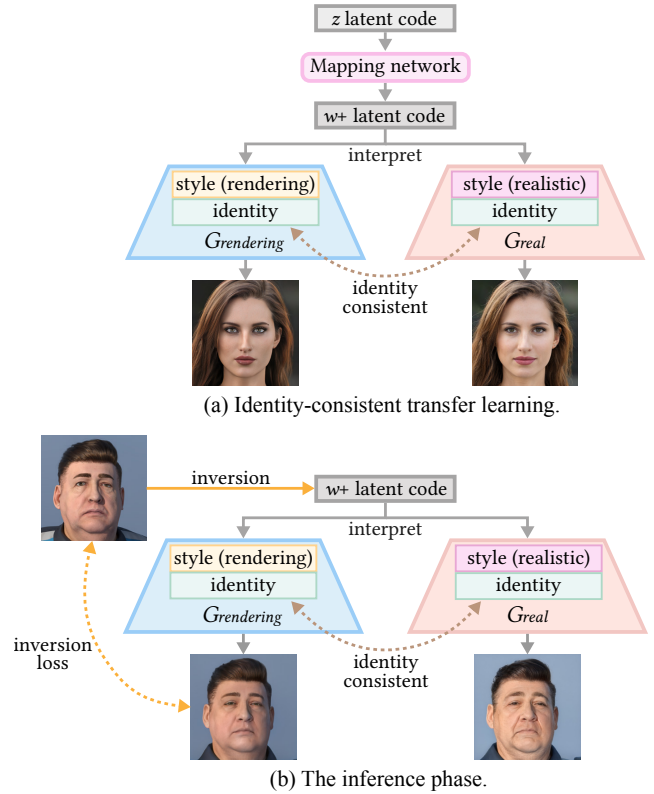 z latent code
Mapping network
w+ latent code
interpret
style (rendering)
identity
Grendering
style (realistic)
identity
Greal
identity
consistent
(a) Identity-consistent transfer learning.
inversion
w+ latent code
interpret
style (rendering)
identity
Grendering
style (realistic)
identity
Greal
inversion
loss
identity
consistent
(b) The inference phase.